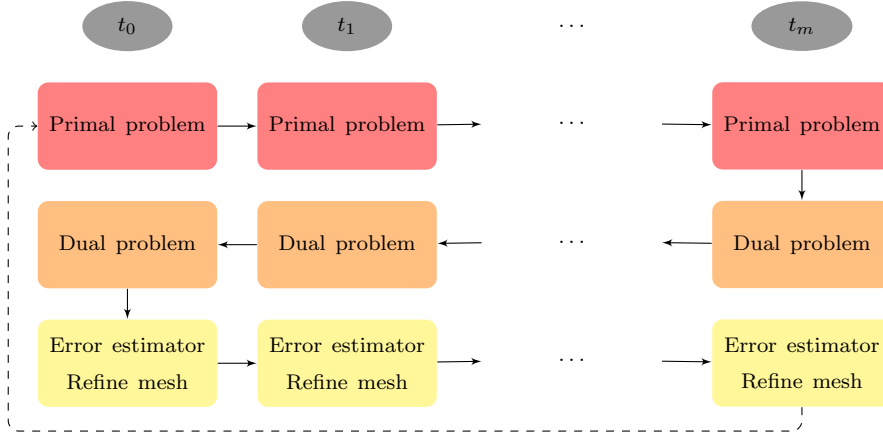 t₀ t₁ ··· tₘ
Primal problem Primal problem ··· Primal problem
Dual problem Dual problem ··· Dual problem
Error estimator Error estimator ··· Error estimator
Refine mesh Refine mesh Refine mesh